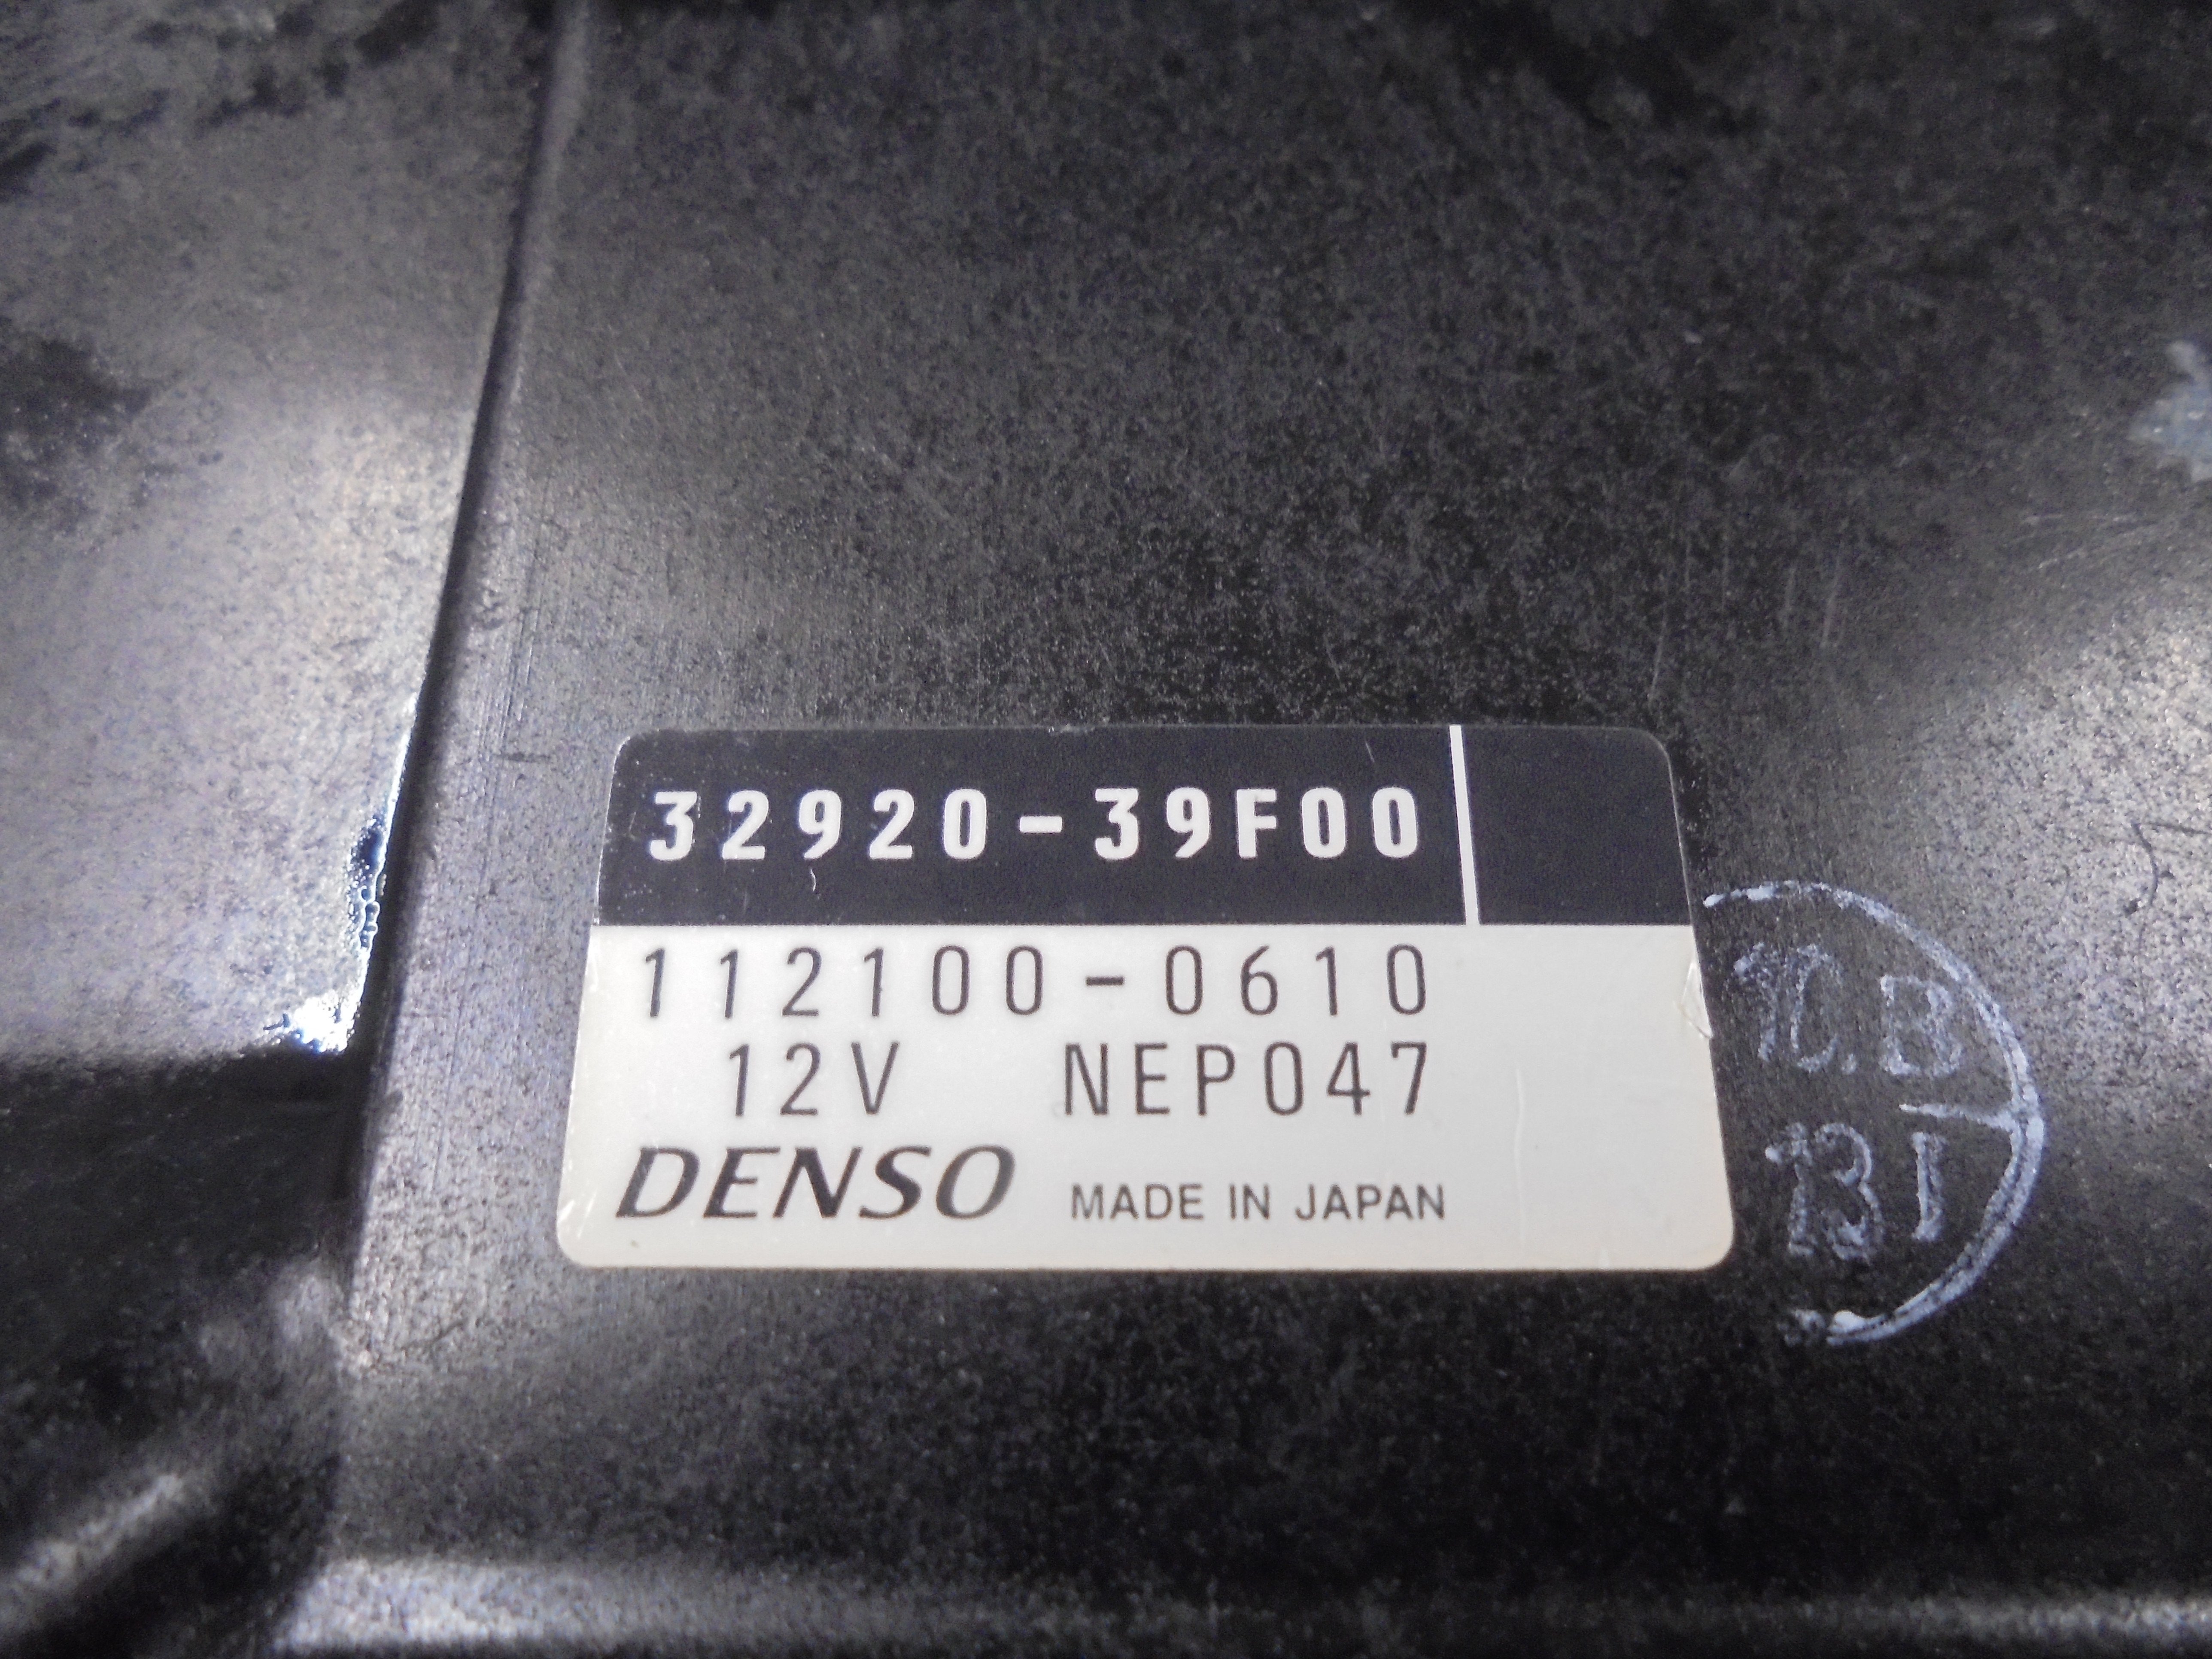 32920-39F00
112100-0610
12V NEP047
DENSO MADE IN JAPAN